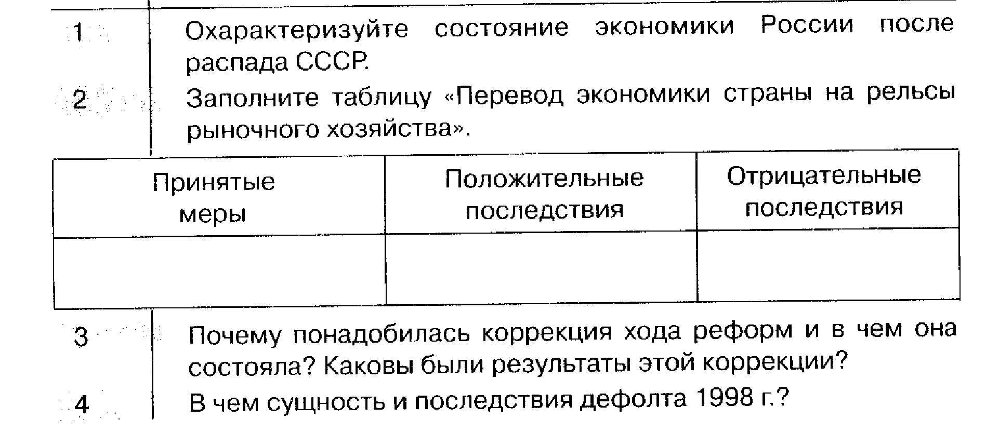 1 Охарактеризуйте состояние экономики России после
распада СССР.
2 Заполните таблицу «Перевод экономики страны на рельсы
рыночного хозяйства».
Принятые Положительные Отрицательные
меры последствия последствия
3 Почему понадобилась коррекция хода реформ и в чем она
состояла? Каковы были результаты этой коррекции?
4 В чем сущность и последствия дефолта 1998 г.?